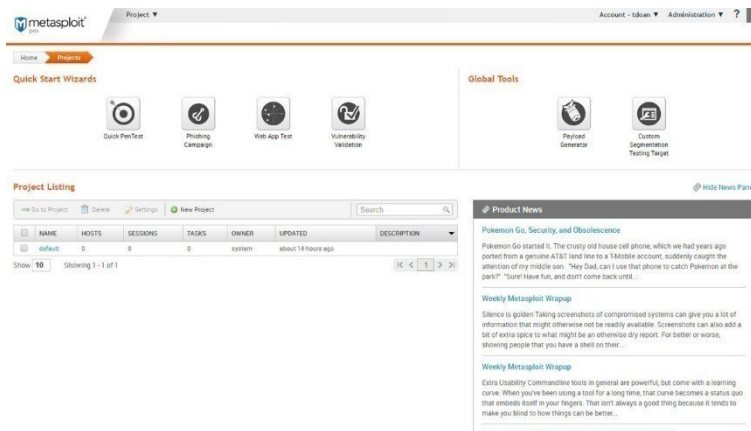 metasploit®
pro
Project ▼
Account - tdoan ▼ Administration ▼ ?
Home Projects
Quick Start Wizards
Quick PenTest
Phishing
Campaign
Web App Test
Vulnerability
Validation
Global Tools
Payload
Generator
Custom
Segmentation
Testing Target
Project Listing
Hide News Pane
Go to Project Delete Settings New Project Search
NAME HOSTS SESSIONS TASKS OWNER UPDATED DESCRIPTION
default 0 0 0 system about 14 hours ago
Show 10 Showing 1 - 1 of 1 1
Product News
Pokemon Go, Security, and Obsolescence
Pokemon Go started it. The crusty old house cell phone, which we had years ago
ported from a genuine AT&T land line to a T-Mobile account, suddenly caught the
attention of my middle son. "Hey Dad, can I use that phone to catch Pokemon at the
park?" "Sure! Have fun, and don't come back until...
Weekly Metasploit Wrapup
Silence is golden Taking screenshots of compromised systems can give you a lot of
information that might otherwise not be readily available. Screenshots can also add a
bit of extra spice to what might be an otherwise dry report. For better or worse,
showing people that you have a shell on their...
Weekly Metasploit Wrapup
Extra Usability Commandline tools in general are powerful, but come with a learning
curve. When you've been using a tool for a long time, that curve becomes a status quo
that embeds itself in your fingers. That isn't always a good thing because it tends to
make you blind to how things can be better...